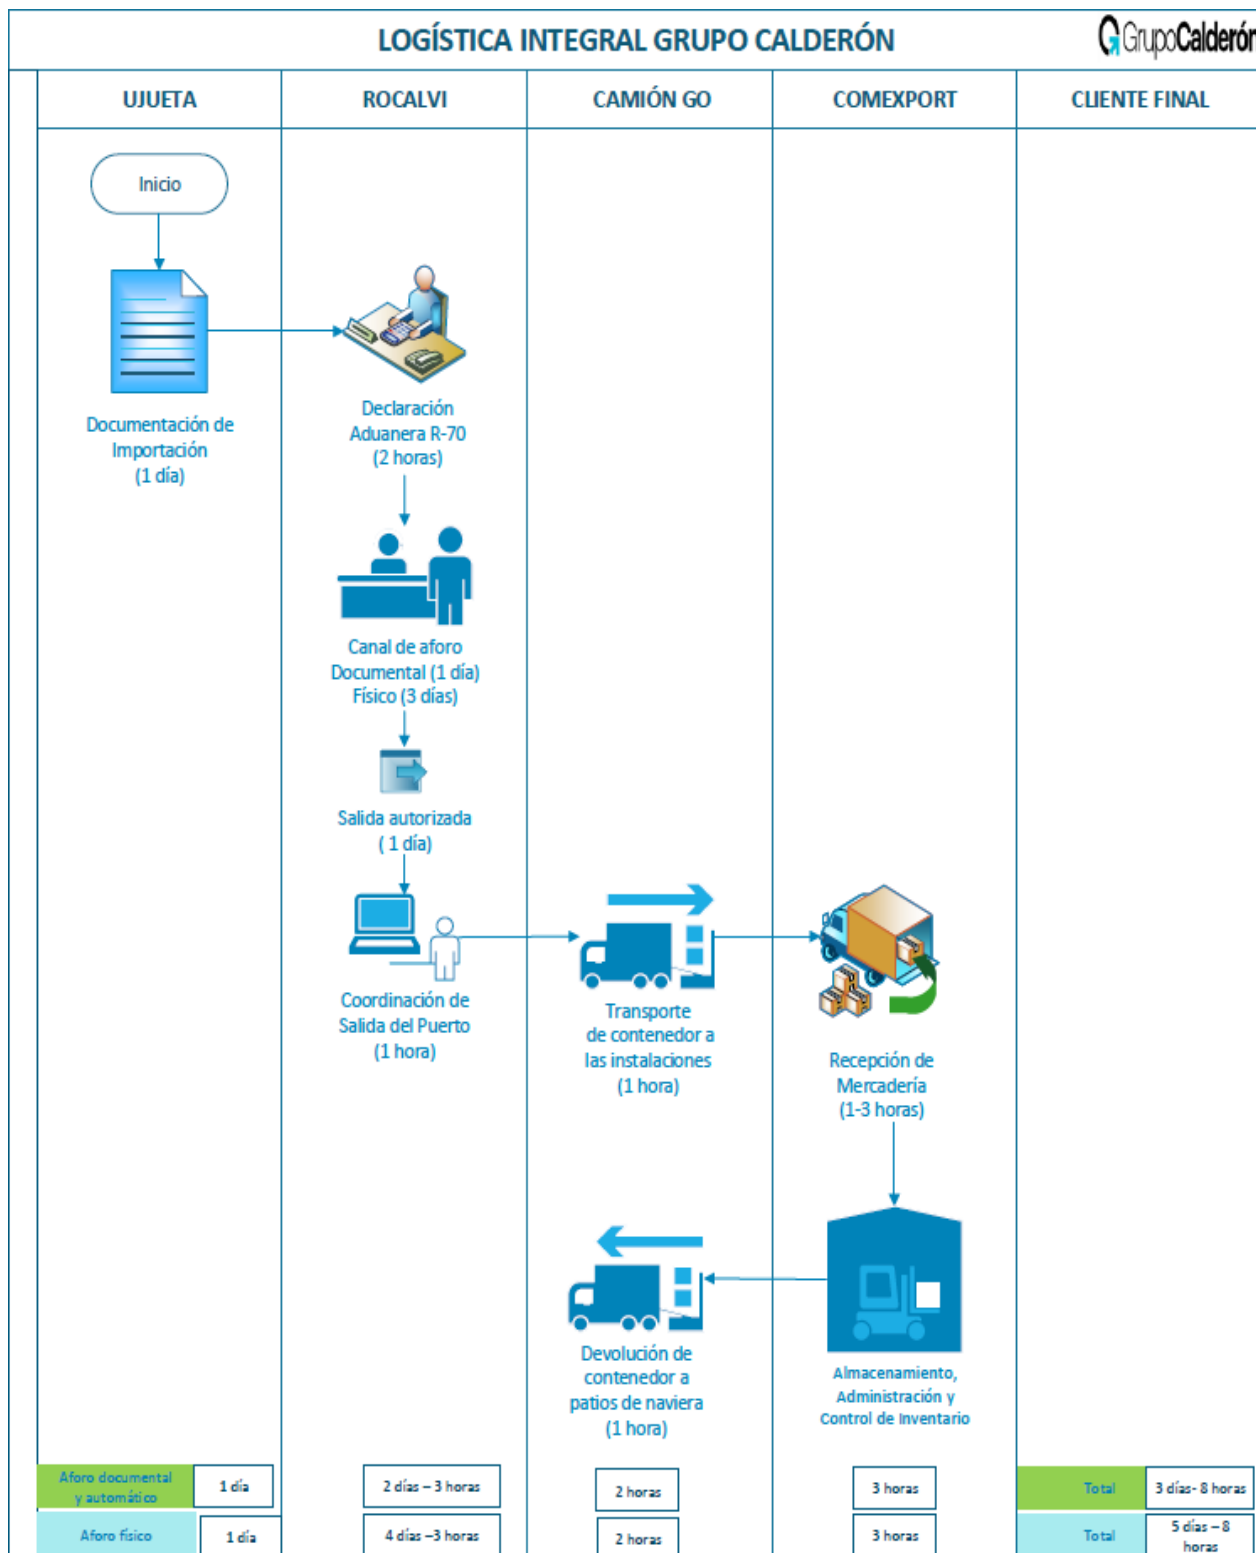 LOGÍSTICA INTEGRAL GRUPO CALDERÓN
GrupoCalderón
UJUETA
ROCALVI
CAMIÓN GO
COMEXPORT
CLIENTE FINAL
Inicio
Documentación de
Importación
(1 día)
Declaración
Aduanera R-70
(2 horas)
Canal de aforo
Documental (1 día)
Físico (3 días)
Salida autorizada
( 1 día)
Coordinación de
Salida del Puerto
(1 hora)
Transporte
de contenedor a
las instalaciones
(1 hora)
Recepción de
Mercadería
(1-3 horas)
Almacenamiento,
Administración y
Control de Inventario
Devolución de
contenedor a
patios de naviera
(1 hora)
Aforo documental
y automático
1 día
2 días – 3 horas
2 horas
3 horas
Total
3 días- 8 horas
Aforo físico
1 día
4 días –3 horas
2 horas
3 horas
Total
5 días – 8
horas